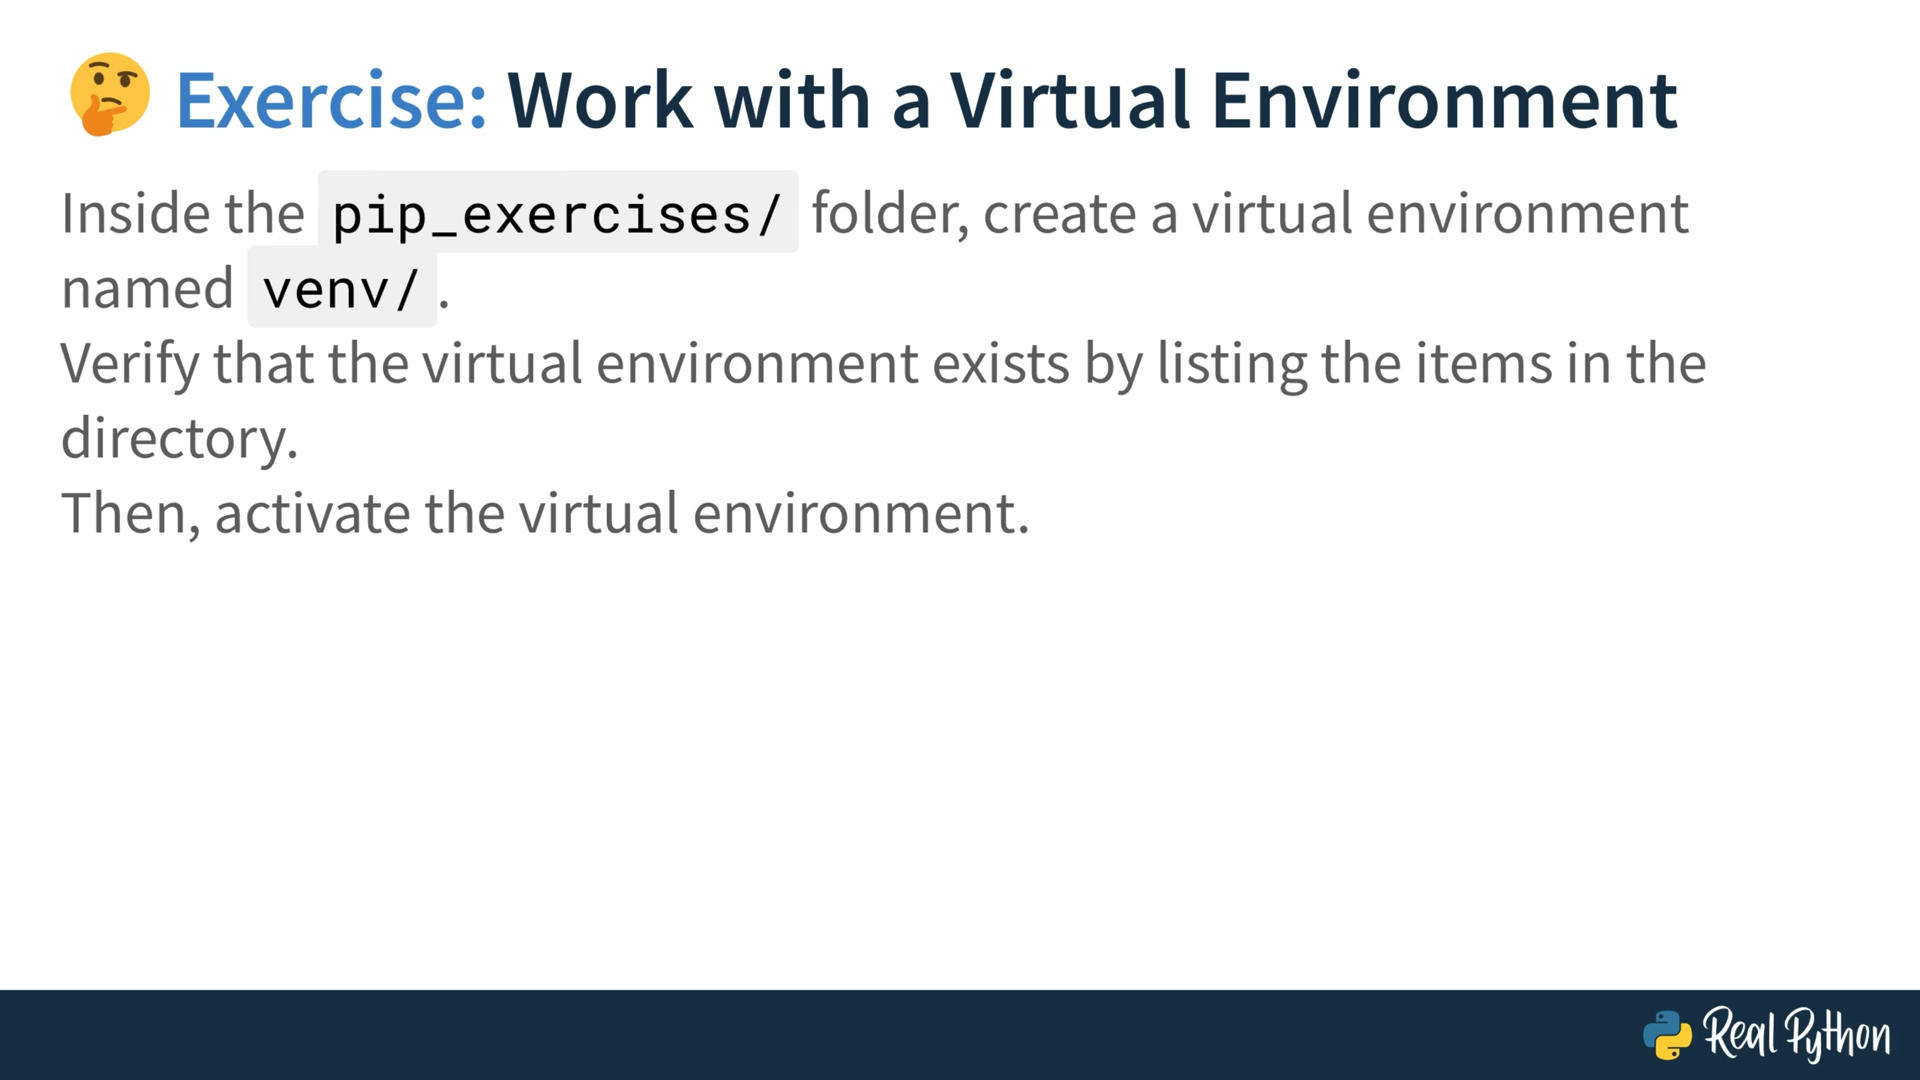 Exercise: Work with a Virtual Environment
Inside the pip_exercises/ folder, create a virtual environment
named venv/.
Verify that the virtual environment exists by listing the items in the
directory.
Then, activate the virtual environment.
Real Python